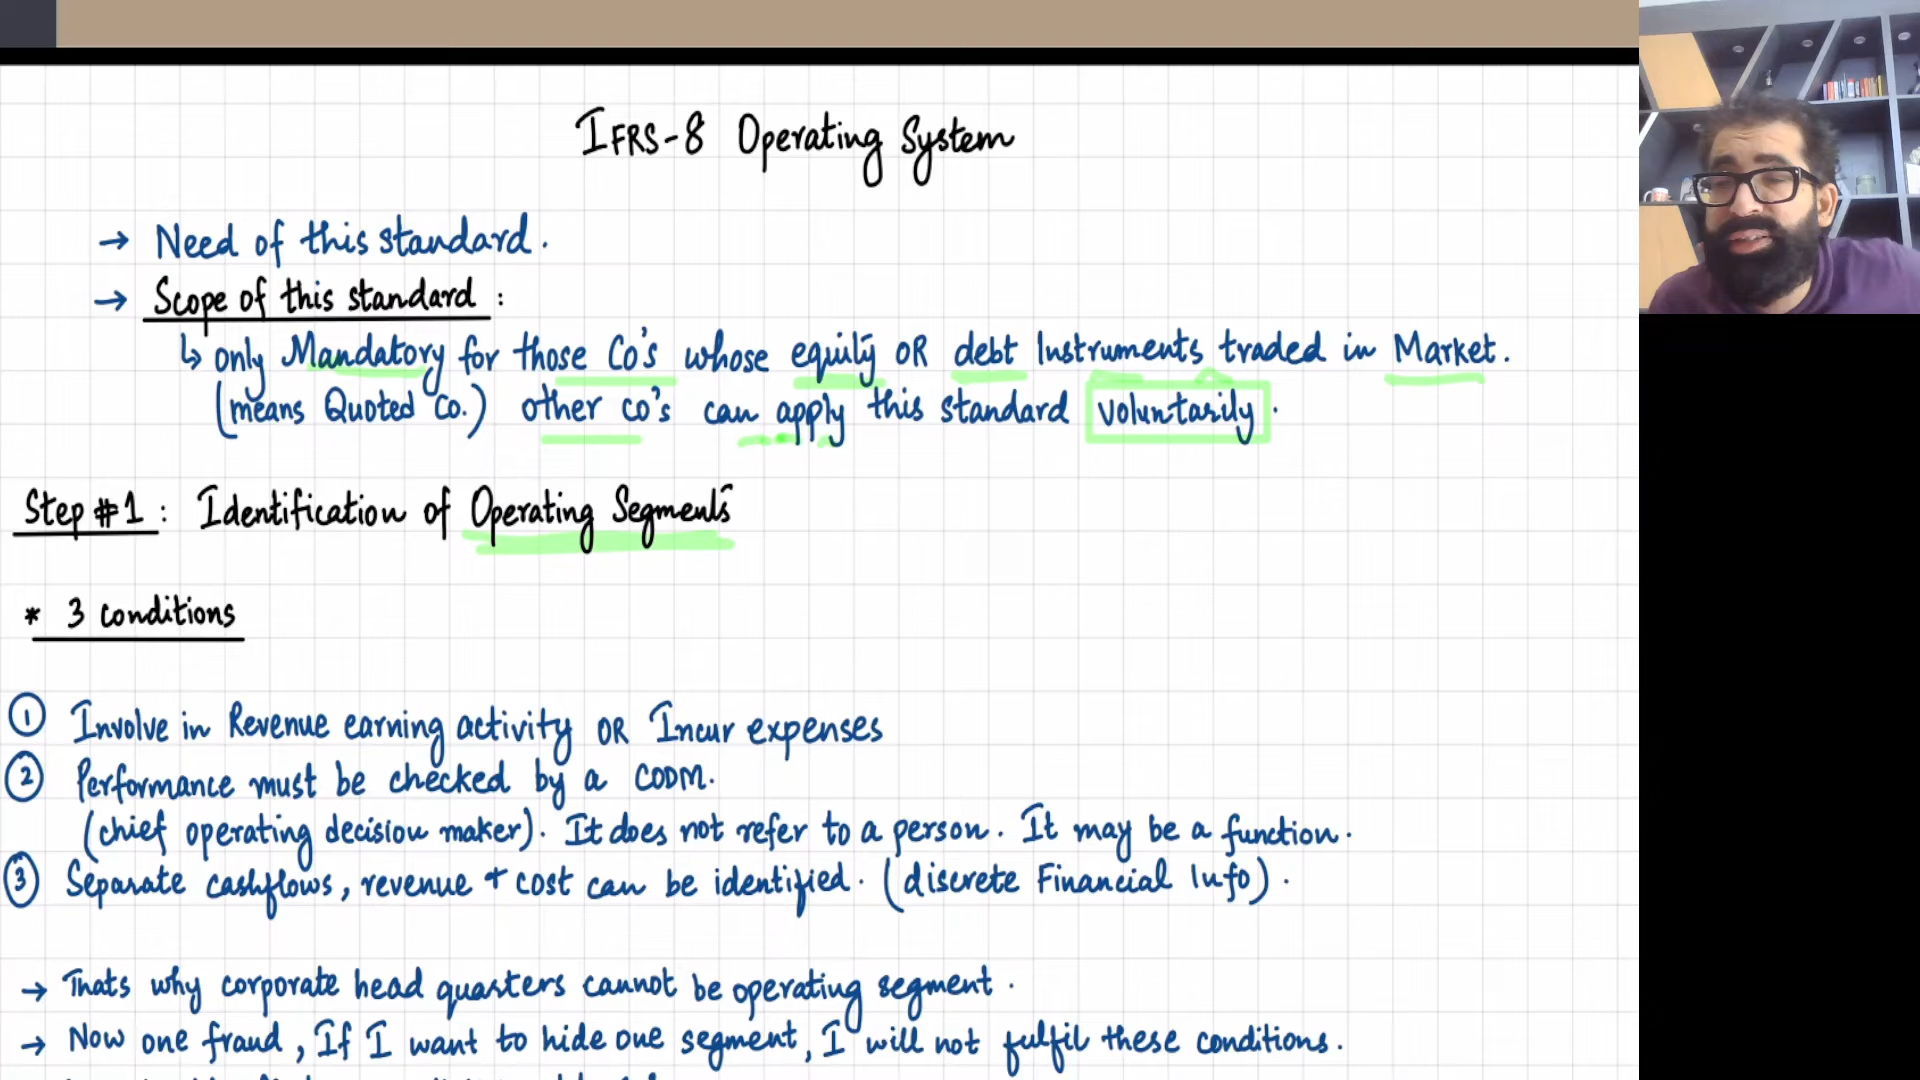 IFRS-8 Operating System
→ Need of this standard.
→ Scope of this standard :
↳ only Mandatory for those Co's whose equity OR debt Instruments traded in Market.
(means Quoted Co.) other co's can apply this standard voluntarily.
Step #1 : Identification of Operating Segments
* 3 conditions
① Involve in Revenue earning activity OR Incur expenses
② Performance must be checked by a CODM.
(chief operating decision maker). It does not refer to a person. It may be a function.
③ Separate cashflows, revenue + cost can be identified. (discrete Financial Info).
→ Thats why corporate head quarters cannot be operating segment.
→ Now one fraud, If I want to hide one segment, I will not fulfil these conditions.